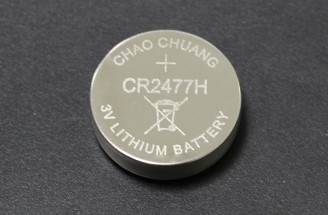 CHAO CHUANG
+
CR2477H
3V LITHIUM BATTERY